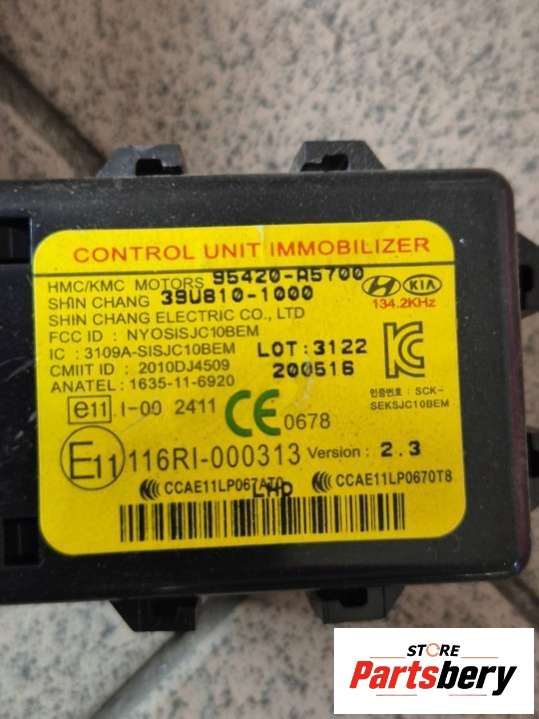 CONTROL UNIT IMMOBILIZER
HMC/KMC MOTORS 95420-A5700
SHIN CHANG 39U810-1000
KIA
134.2KHz
SHIN CHANG ELECTRIC CO., LTD
FCC ID : NYOSISJC10BEM
IC : 3109A-SISJC10BEM
LOT:3122
CMIIT ID : 2010DJ4509
200516
ANATEL : 1635-11-6920
인증번호 : SCK-
SEKSJC10BEM
e11 I-00 2411
CE 0678
E11 116RI-000313 Version : 2.3
CCAE11LP067AT0
LHD
CCAE11LP0670T8
STORE
Partsbery